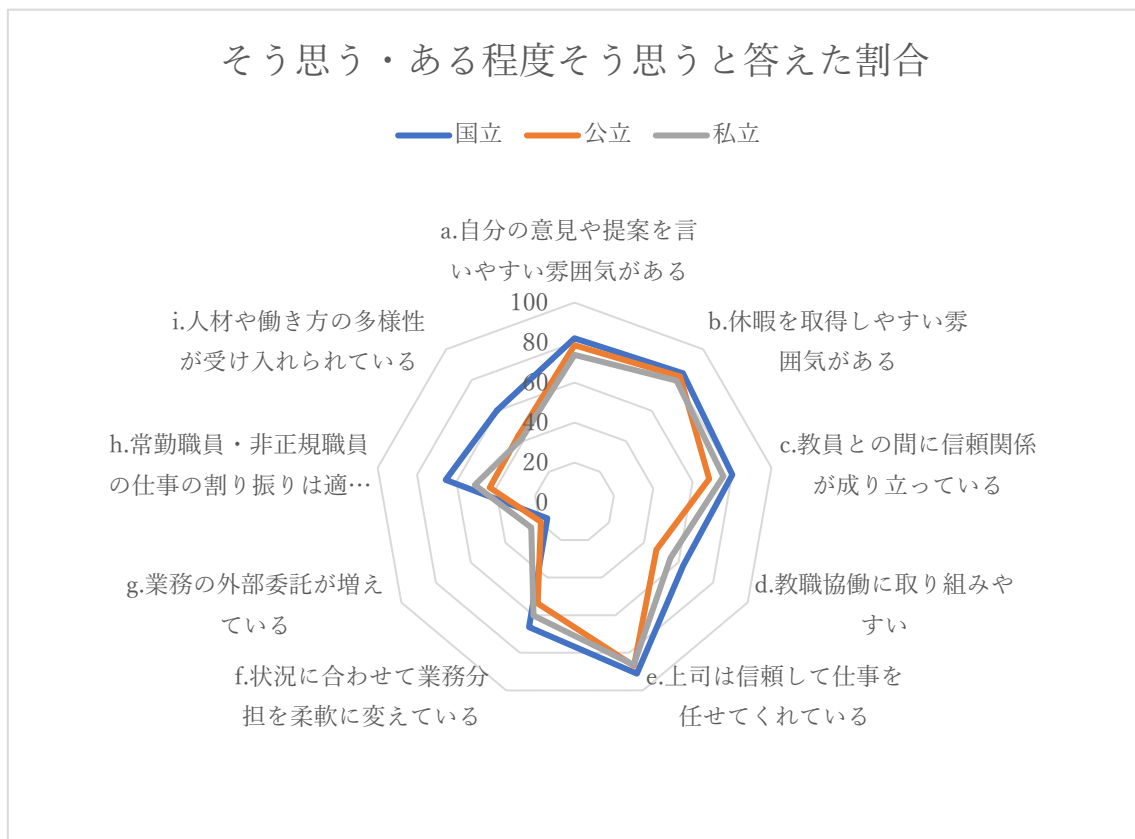 そう思う・ある程度そう思うと答えた割合
国立 公立 私立
a.自分の意見や提案を言
いやすい雰囲気がある
b.休暇を取得しやすい雰
囲気がある
c.教員との間に信頼関係
が成り立っている
d.教職協働に取り組みや
すい
e.上司は信頼して仕事を
任せてくれている
f.状況に合わせて業務分
担を柔軟に変えている
g.業務の外部委託が増え
ている
h.常勤職員・非正規職員
の仕事の割り振りは適…
i.人材や働き方の多様性
が受け入れられている
100
80
60
40
20
0